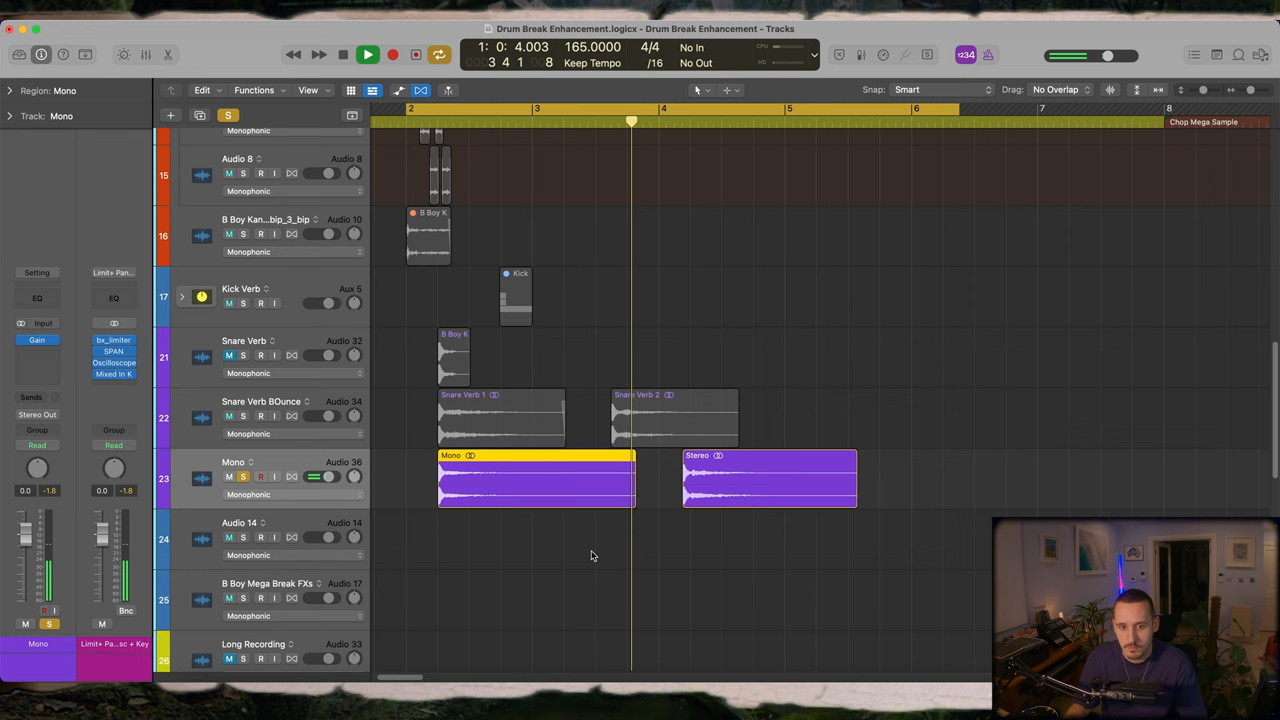 Drum Break Enhancement.logicx - Drum Break Enhancement - Tracks
1: 0: 4.003 165.0000 4/4 No In CPU
3 4 1 8 Keep Tempo /16 No Out
1234
Region: Mono
Edit Functions View Snap: Smart Drag: No Overlap
Track: Mono
S
2 3 4 5 6 7 8
Chop Mega Sample
Monophonic
15 Audio 8 Audio 8
M S R I
Monophonic
16 B Boy Kan...bip_3_bip Audio 10
M S R I
Monophonic
B Boy K
17 Kick Verb Aux 5
M S R I
Kick
21 Snare Verb Audio 32
M S R I
Monophonic
B Boy K
22 Snare Verb BOunce Audio 34
M S R I
Monophonic
Snare Verb 1 Snare Verb 2
23 Mono Audio 36
M S R I
Monophonic
Mono Stereo
24 Audio 14 Audio 14
M S R I
Monophonic
25 B Boy Mega Break FXs Audio 17
M S R I
Monophonic
26 Long Recording Audio 33
M S R I
Setting Limit+ Pan...
EQ EQ
Input
Gain bx_limiter
SPAN
Oscilloscope
Mixed In K
Sends
Stereo Out
Group Group
Read Read
0.0 -1.8 0.0 -1.8
R I Bnc
M S M
Mono Limit+ Pa...sc + Key